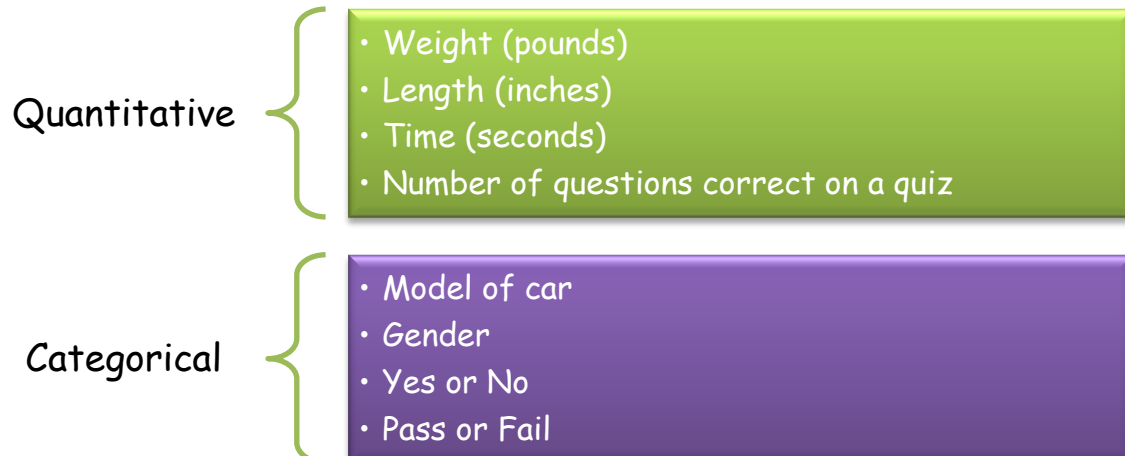 Quantitative
• Weight (pounds)
• Length (inches)
• Time (seconds)
• Number of questions correct on a quiz
Categorical
• Model of car
• Gender
• Yes or No
• Pass or Fail